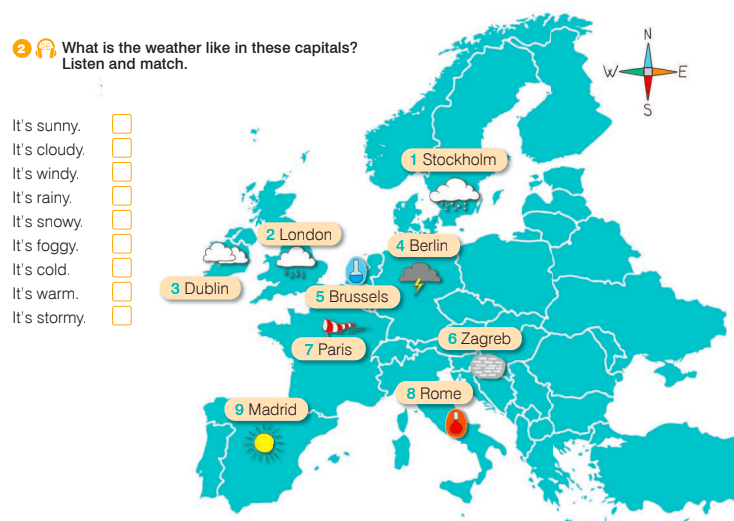 2 26 What is the weather like in these capitals?
Listen and match.
It's sunny.
It's cloudy.
It's windy.
It's rainy.
It's snowy.
It's foggy.
It's cold.
It's warm.
It's stormy.
N
W E
S
1 Stockholm
2 London
4 Berlin
3 Dublin
5 Brussels
6 Zagreb
7 Paris
8 Rome
9 Madrid